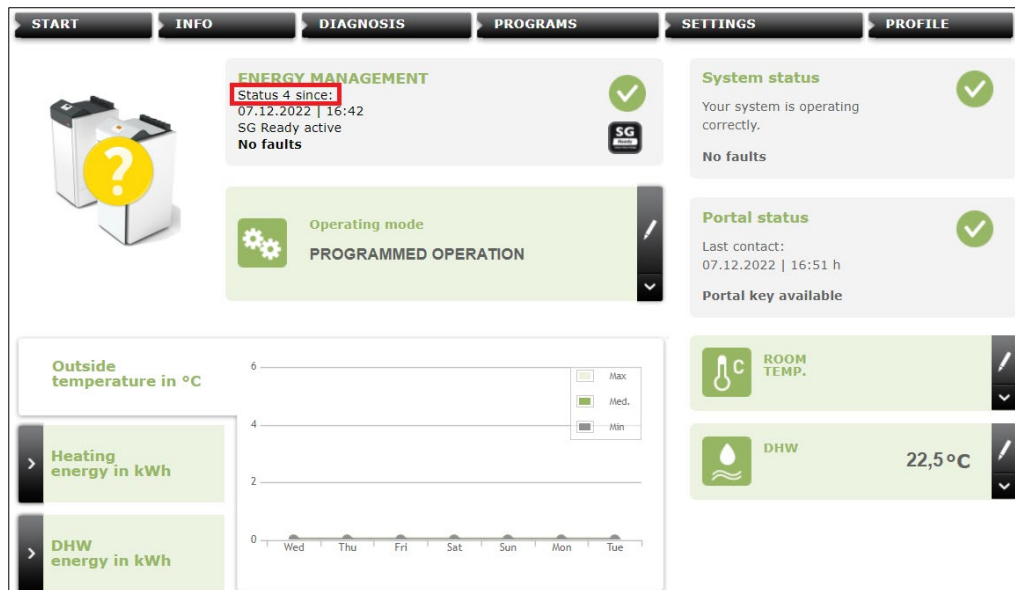 START
INFO
DIAGNOSIS
PROGRAMS
SETTINGS
PROFILE
ENERGY MANAGEMENT
Status 4 since:
07.12.2022 | 16:42
SG Ready active
No faults
SG
Ready
System status
Your system is operating
correctly.
No faults
?
Operating mode
PROGRAMMED OPERATION
Portal status
Last contact:
07.12.2022 | 16:51 h
Portal key available
Outside
temperature in °C
Heating
energy in kWh
DHW
energy in kWh
6
4
2
0
Max
Med.
Min
Wed Thu Fri Sat Sun Mon Tue
C
ROOM
TEMP.
DHW
22,5°C